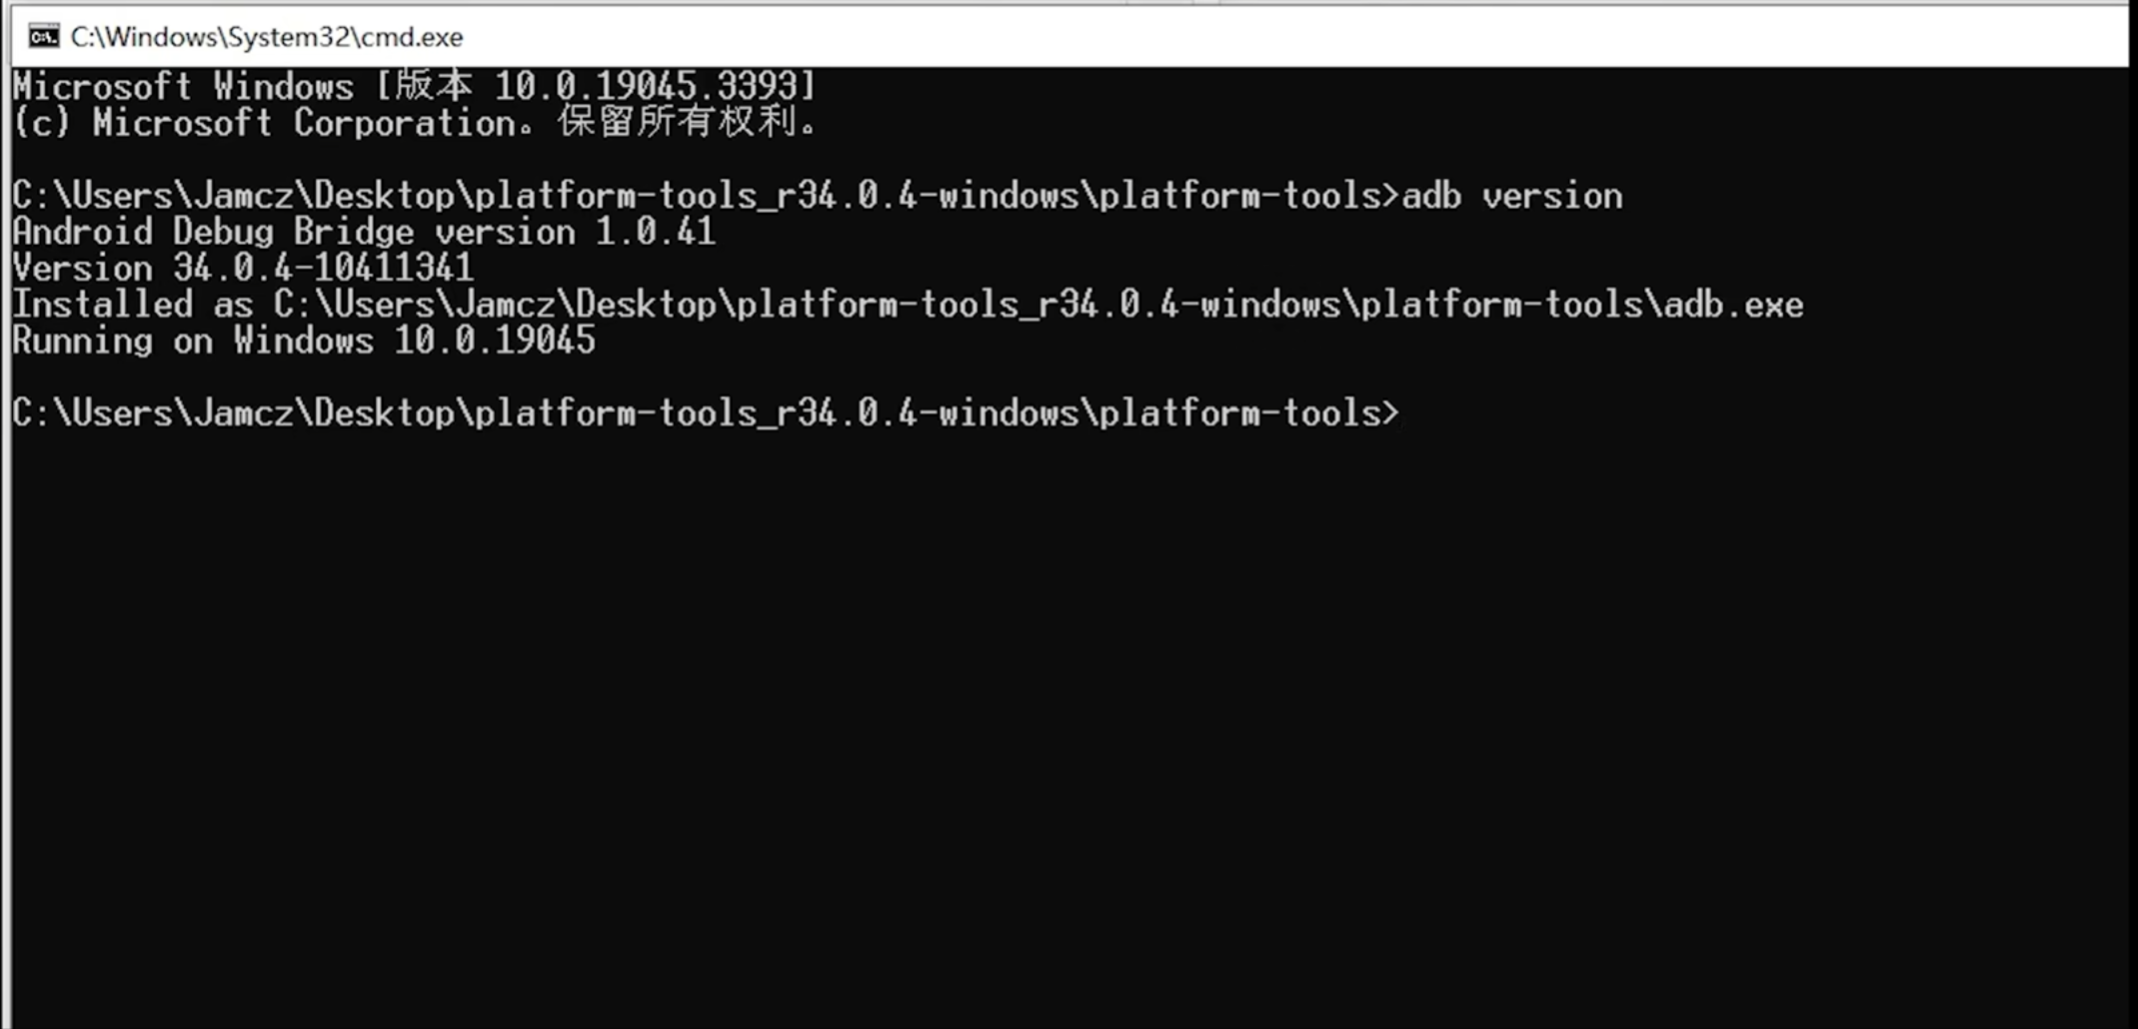 C:\Windows\System32\cmd.exe
Microsoft Windows [版本 10.0.19045.3393]
(c) Microsoft Corporation。保留所有权利。
C:\Users\Jamcz\Desktop\platform-tools_r34.0.4-windows\platform-tools>adb version
Android Debug Bridge version 1.0.41
Version 34.0.4-10411341
Installed as C:\Users\Jamcz\Desktop\platform-tools_r34.0.4-windows\platform-tools\adb.exe
Running on Windows 10.0.19045
C:\Users\Jamcz\Desktop\platform-tools_r34.0.4-windows\platform-tools>